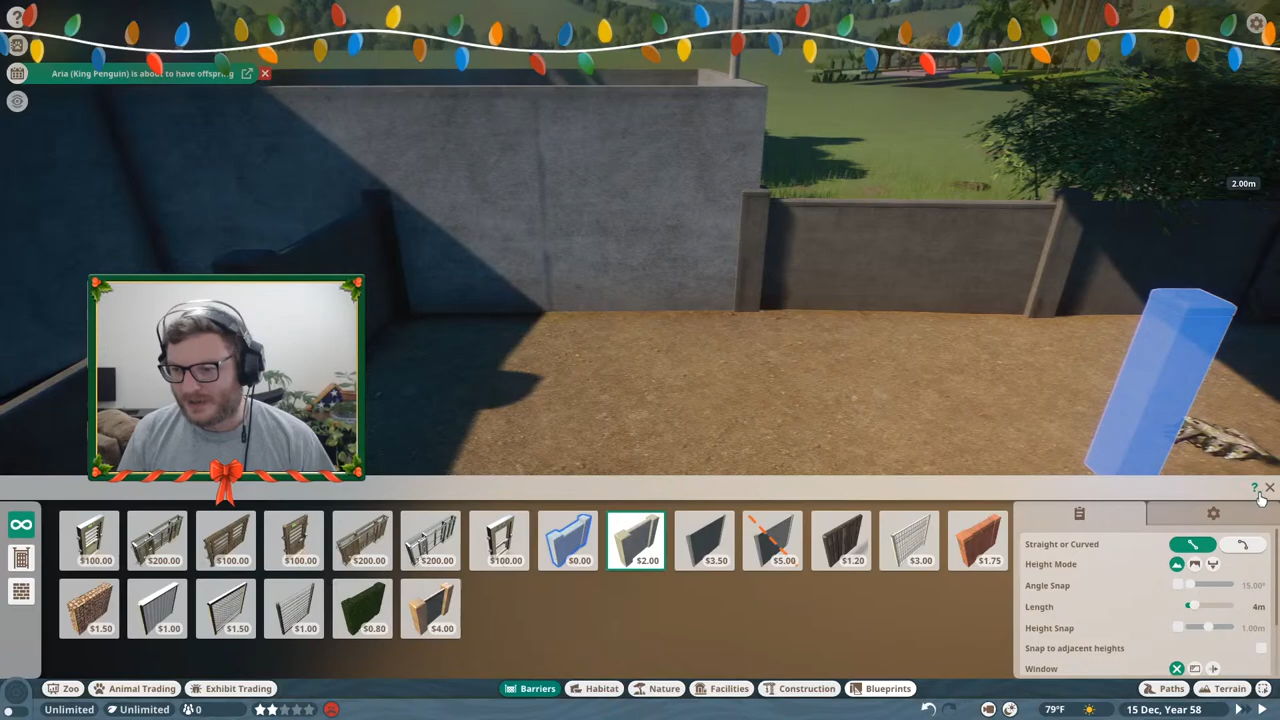 ?
Aria (King Penguin) is about to have offspring
2.00m
?
$100.00
$200.00
$100.00
$100.00
$200.00
$200.00
$100.00
$0.00
$2.00
$3.50
$5.00
$1.20
$3.00
$1.75
$1.50
$1.00
$1.50
$1.00
$0.80
$4.00
Straight or Curved
Height Mode
Angle Snap 15.00°
Length 4m
Height Snap 1.00m
Snap to adjacent heights
Window
Zoo
Animal Trading
Exhibit Trading
Barriers
Habitat
Nature
Facilities
Construction
Blueprints
Paths
Terrain
Unlimited
Unlimited
0
79°F
15 Dec, Year 58